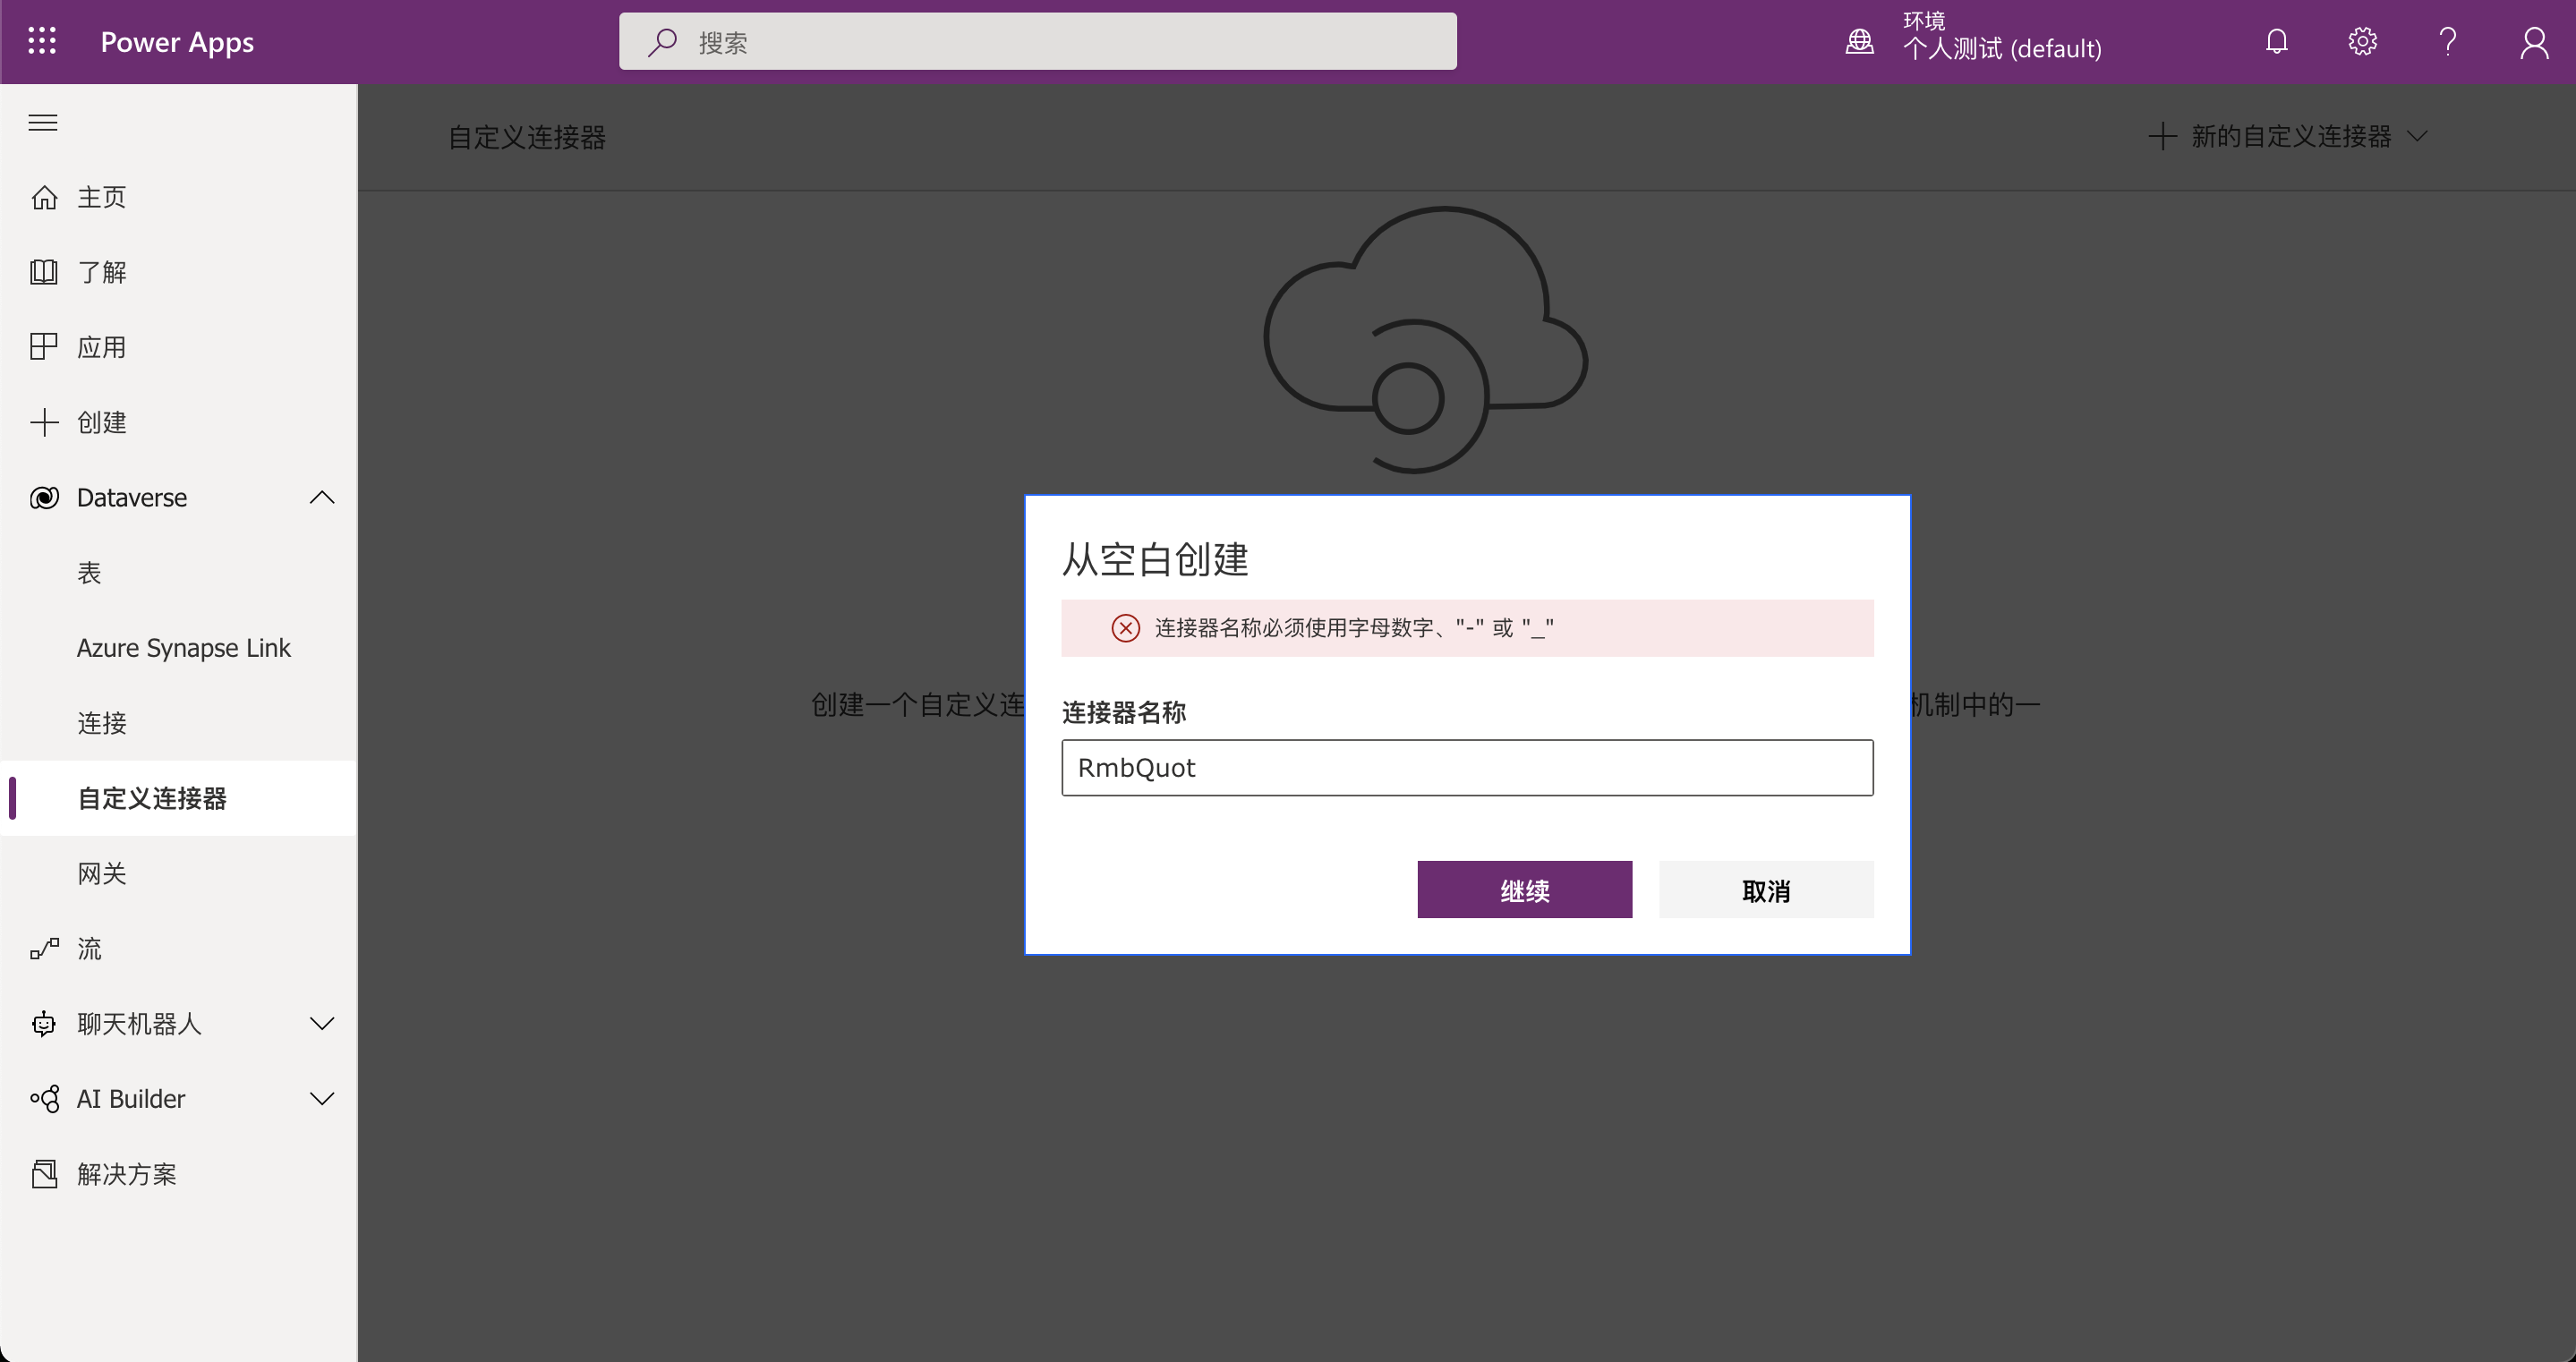 Power Apps
搜索
环境
个人测试 (default)
主页
了解
应用
创建
Dataverse
表
Azure Synapse Link
连接
自定义连接器
网关
流
聊天机器人
AI Builder
解决方案
自定义连接器
新的自定义连接器
创建一个自定义连
机制中的一
从空白创建
连接器名称必须使用字母数字、"-" 或 "_"
连接器名称
RmbQuot
继续
取消